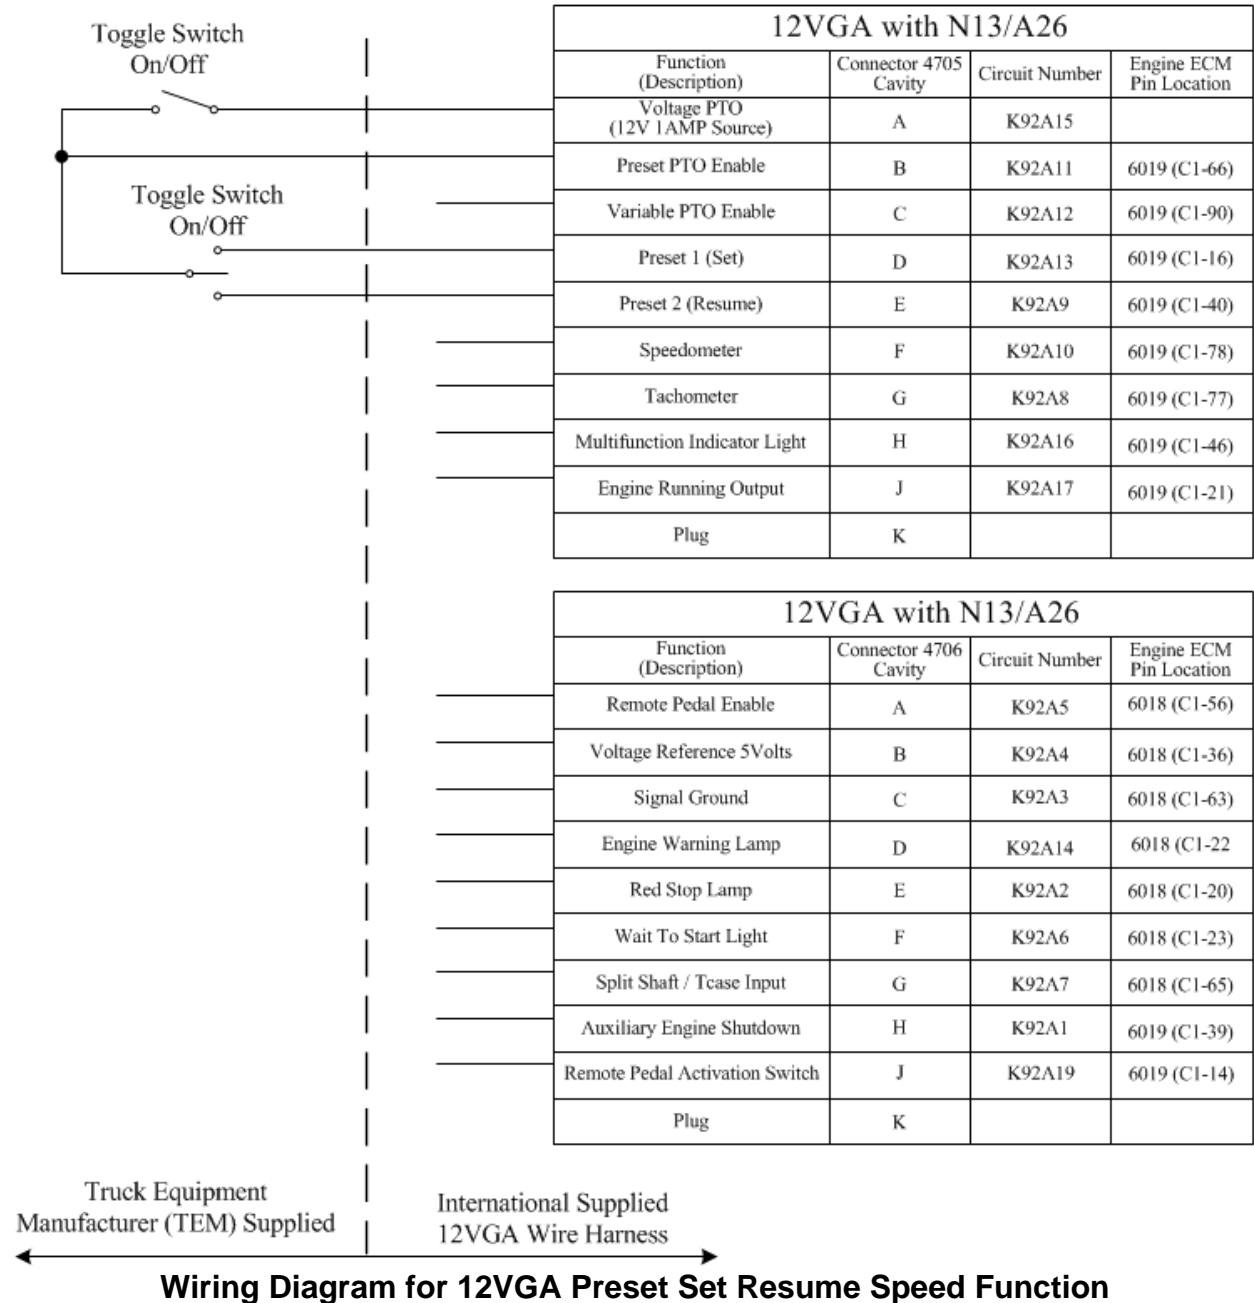 Toggle Switch
On/Off
Toggle Switch
On/Off
12VGA with N13/A26
Function
(Description)
Connector 4705
Cavity
Circuit Number
Engine ECM
Pin Location
Voltage PTO
(12V 1AMP Source)
A
K92A15
Preset PTO Enable
B
K92A11
6019 (C1-66)
Variable PTO Enable
C
K92A12
6019 (C1-90)
Preset 1 (Set)
D
K92A13
6019 (C1-16)
Preset 2 (Resume)
E
K92A9
6019 (C1-40)
Speedometer
F
K92A10
6019 (C1-78)
Tachometer
G
K92A8
6019 (C1-77)
Multifunction Indicator Light
H
K92A16
6019 (C1-46)
Engine Running Output
J
K92A17
6019 (C1-21)
Plug
K
12VGA with N13/A26
Function
(Description)
Connector 4706
Cavity
Circuit Number
Engine ECM
Pin Location
Remote Pedal Enable
A
K92A5
6018 (C1-56)
Voltage Reference 5Volts
B
K92A4
6018 (C1-36)
Signal Ground
C
K92A3
6018 (C1-63)
Engine Warning Lamp
D
K92A14
6018 (C1-22
Red Stop Lamp
E
K92A2
6018 (C1-20)
Wait To Start Light
F
K92A6
6018 (C1-23)
Split Shaft / Tcase Input
G
K92A7
6018 (C1-65)
Auxiliary Engine Shutdown
H
K92A1
6019 (C1-39)
Remote Pedal Activation Switch
J
K92A19
6019 (C1-14)
Plug
K
Truck Equipment
Manufacturer (TEM) Supplied
International Supplied
12VGA Wire Harness
Wiring Diagram for 12VGA Preset Set Resume Speed Function